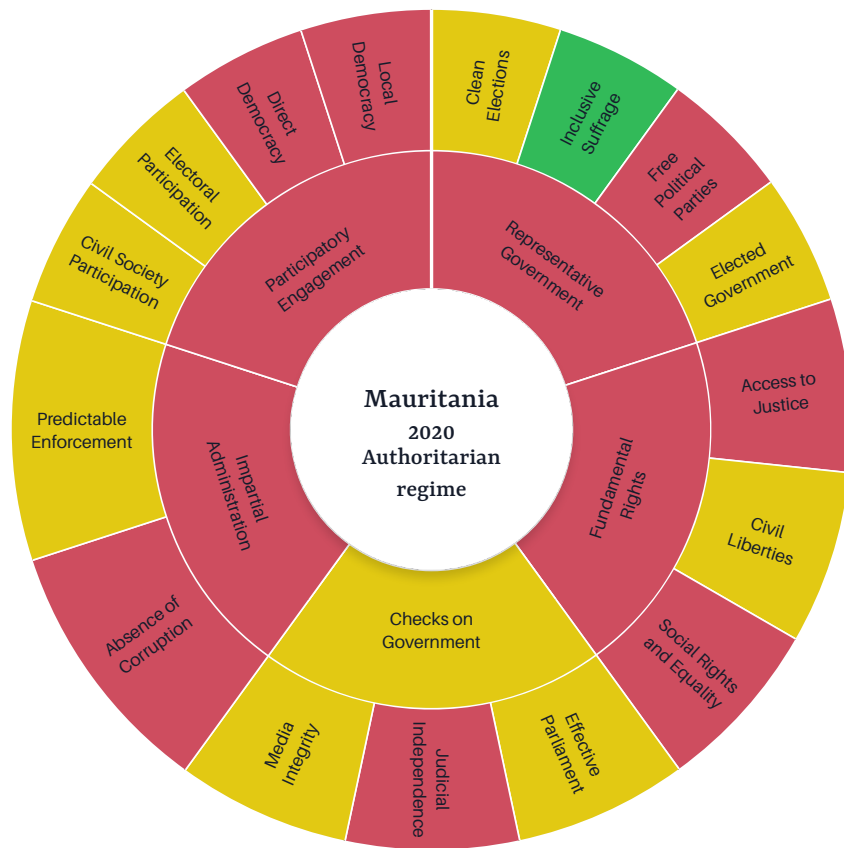 Mauritania
2020
Authoritarian
regime
Representative
Government
Fundamental
Rights
Checks on
Government
Impartial
Administration
Participatory
Engagement
Clean
Elections
Inclusive
Suffrage
Free
Political
Parties
Elected
Government
Access to
Justice
Civil
Liberties
Social Rights
and Equality
Effective
Parliament
Judicial
Independence
Media
Integrity
Absence of
Corruption
Predictable
Enforcement
Civil Society
Participation
Electoral
Participation
Direct
Democracy
Local
Democracy